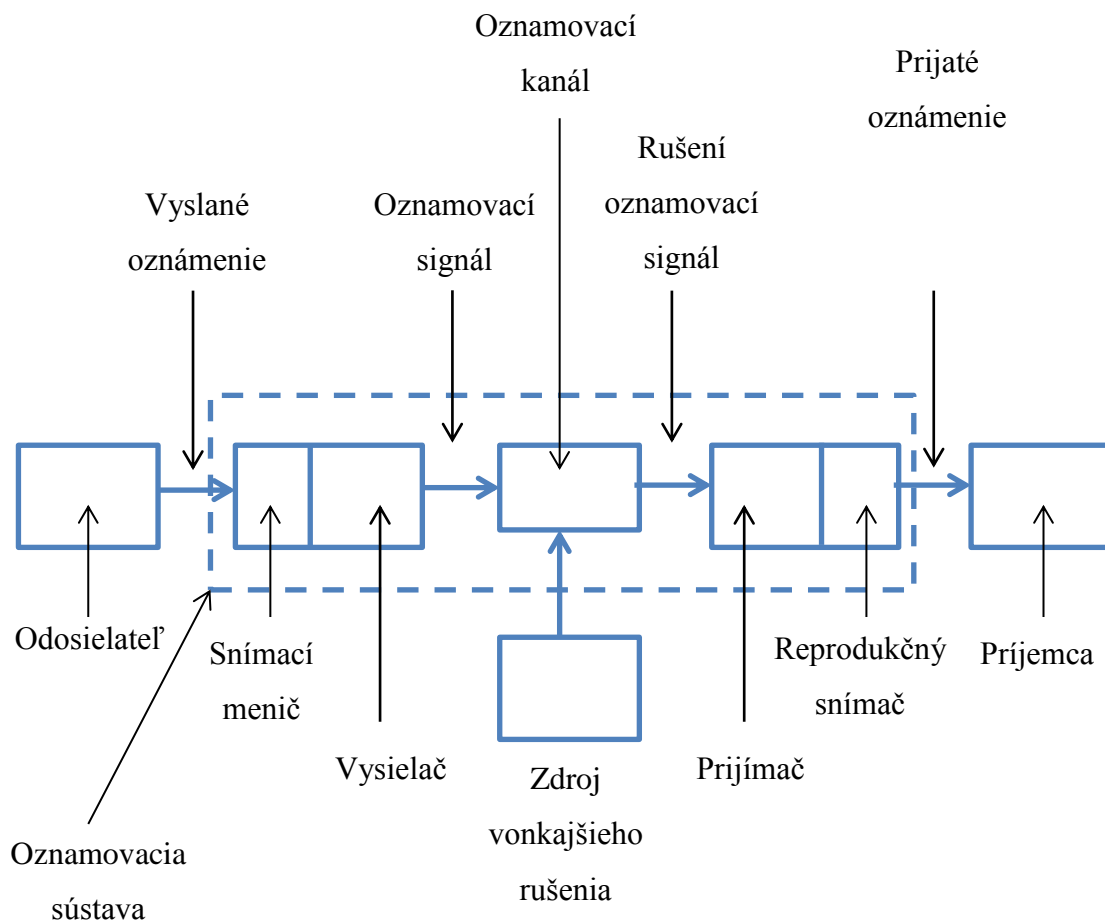 Oznamovací
kanál
Prijaté
oznámenie
Rušení
oznamovací
signál
Vyslané
oznámenie
Oznamovací
signál
Odosielateľ
Snímací
menič
Reprodukčný
snímač
Príjemca
Vysielač
Zdroj
vonkajšieho
rušenia
Prijímač
Oznamovacia
sústava